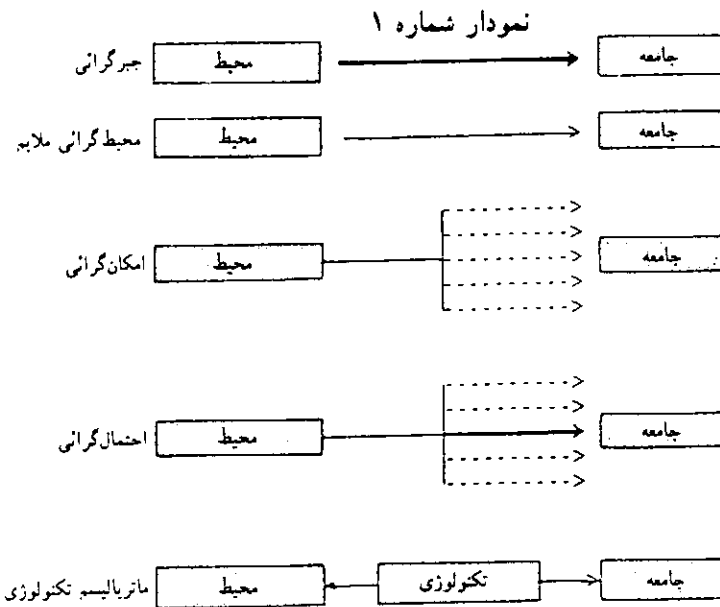 نمودار شماره ۱
جبرگرائی محیط جامعه
محیط‌گرائی ملایم محیط جامعه
امکان‌گرائی محیط جامعه
احتمال‌گرائی محیط جامعه
ماتریالیسم تکنولوژی محیط تکنولوژی جامعه